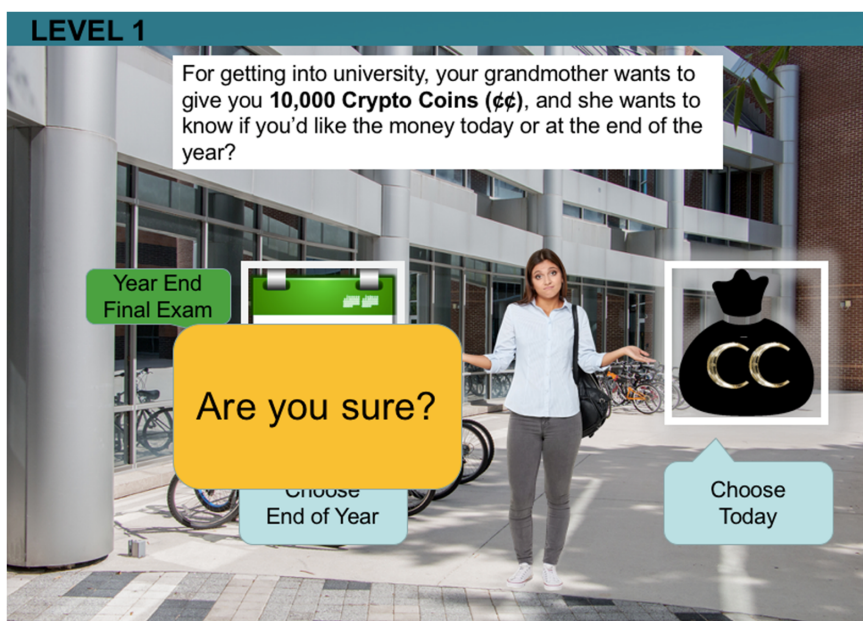 LEVEL 1
For getting into university, your grandmother wants to
give you 10,000 Crypto Coins (₡₡), and she wants to
know if you’d like the money today or at the end of the
year?
Year End
Final Exam
Are you sure?
CC
Choose
End of Year
Choose
Today